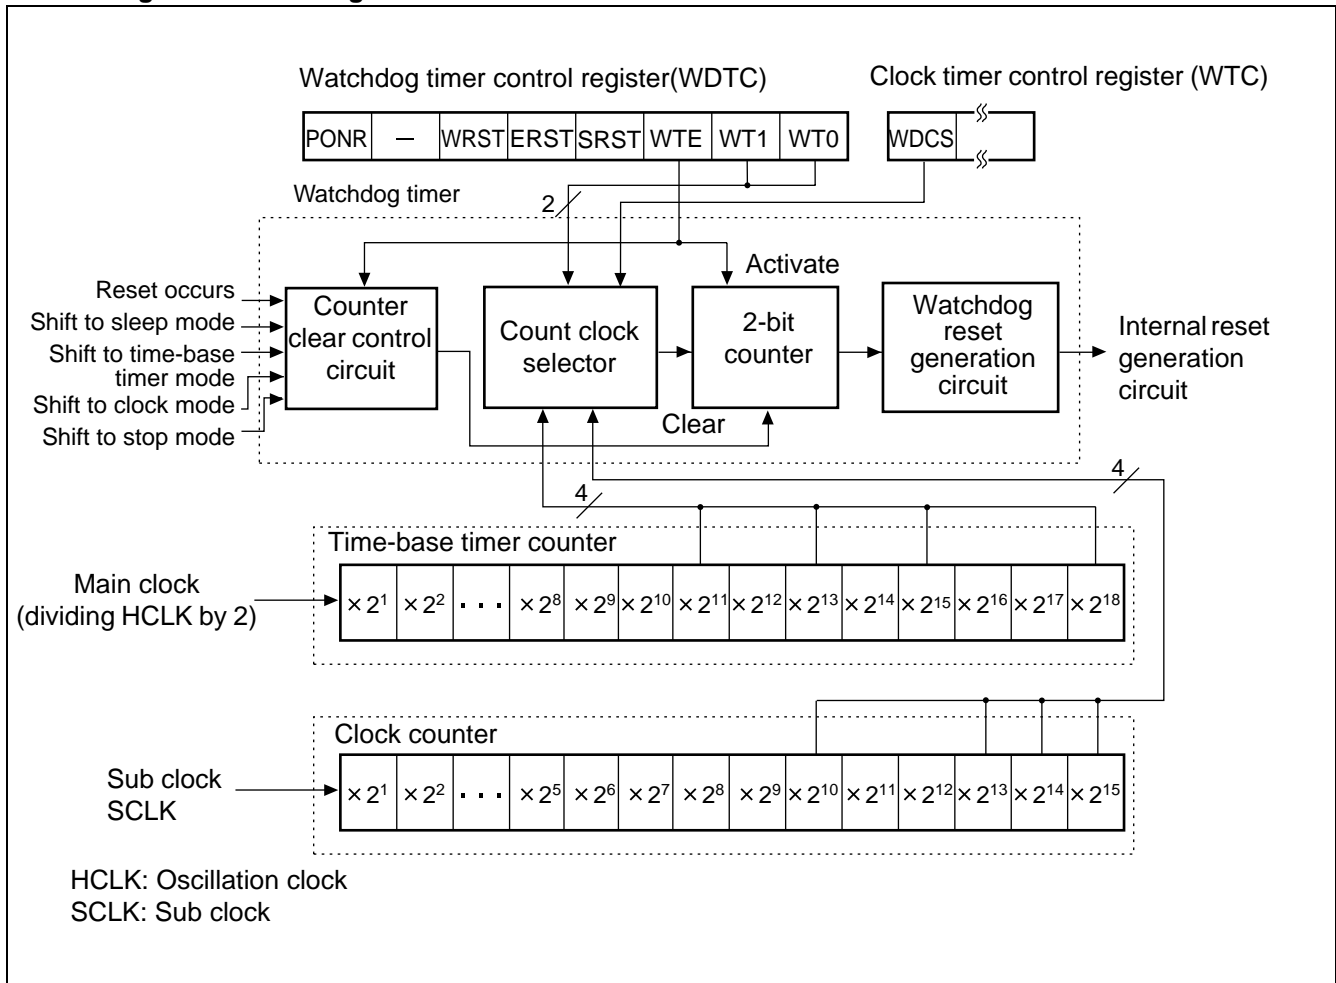 Watchdog timer control register(WDTC)
Clock timer control register (WTC)
PONR — WRST ERST SRST WTE WT1 WT0
WDCS
Watchdog timer
2
Activate
Reset occurs
Shift to sleep mode
Shift to time-base
timer mode
Shift to clock mode
Shift to stop mode
Counter
clear control
circuit
Count clock
selector
2-bit
counter
Watchdog
reset
generation
circuit
Internal reset
generation
circuit
Clear
4
4
Time-base timer counter
Main clock
(dividing HCLK by 2)
×2¹ ×2² · · · ×2⁸ ×2⁹ ×2¹⁰ ×2¹¹ ×2¹² ×2¹³ ×2¹⁴ ×2¹⁵ ×2¹⁶ ×2¹⁷ ×2¹⁸
Clock counter
Sub clock
SCLK
×2¹ ×2² · · · ×2⁵ ×2⁶ ×2⁷ ×2⁸ ×2⁹ ×2¹⁰ ×2¹¹ ×2¹² ×2¹³ ×2¹⁴ ×2¹⁵
HCLK: Oscillation clock
SCLK: Sub clock